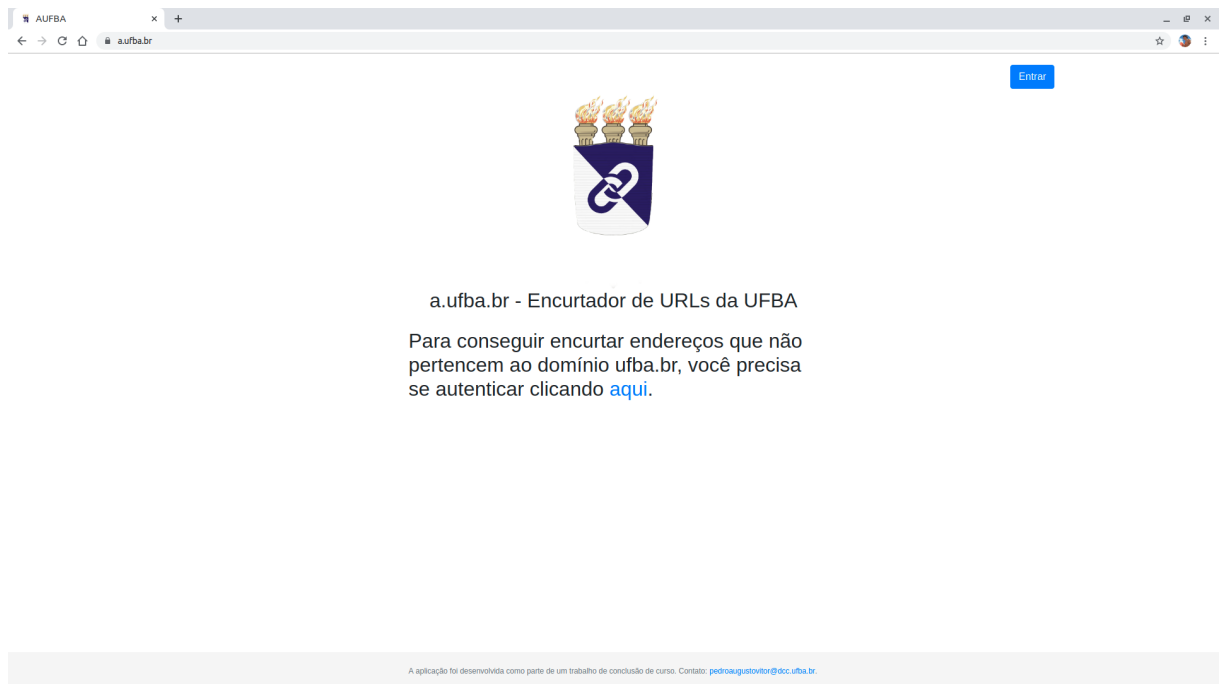 AUFBA
a.ufba.br
Entrar
a.ufba.br - Encurtador de URLs da UFBA
Para conseguir encurtar endereços que não
pertencem ao domínio ufba.br, você precisa
se autenticar clicando aqui.
A aplicação foi desenvolvida como parte de um trabalho de conclusão de curso. Contato: pedroaugustovitor@dcc.ufba.br.